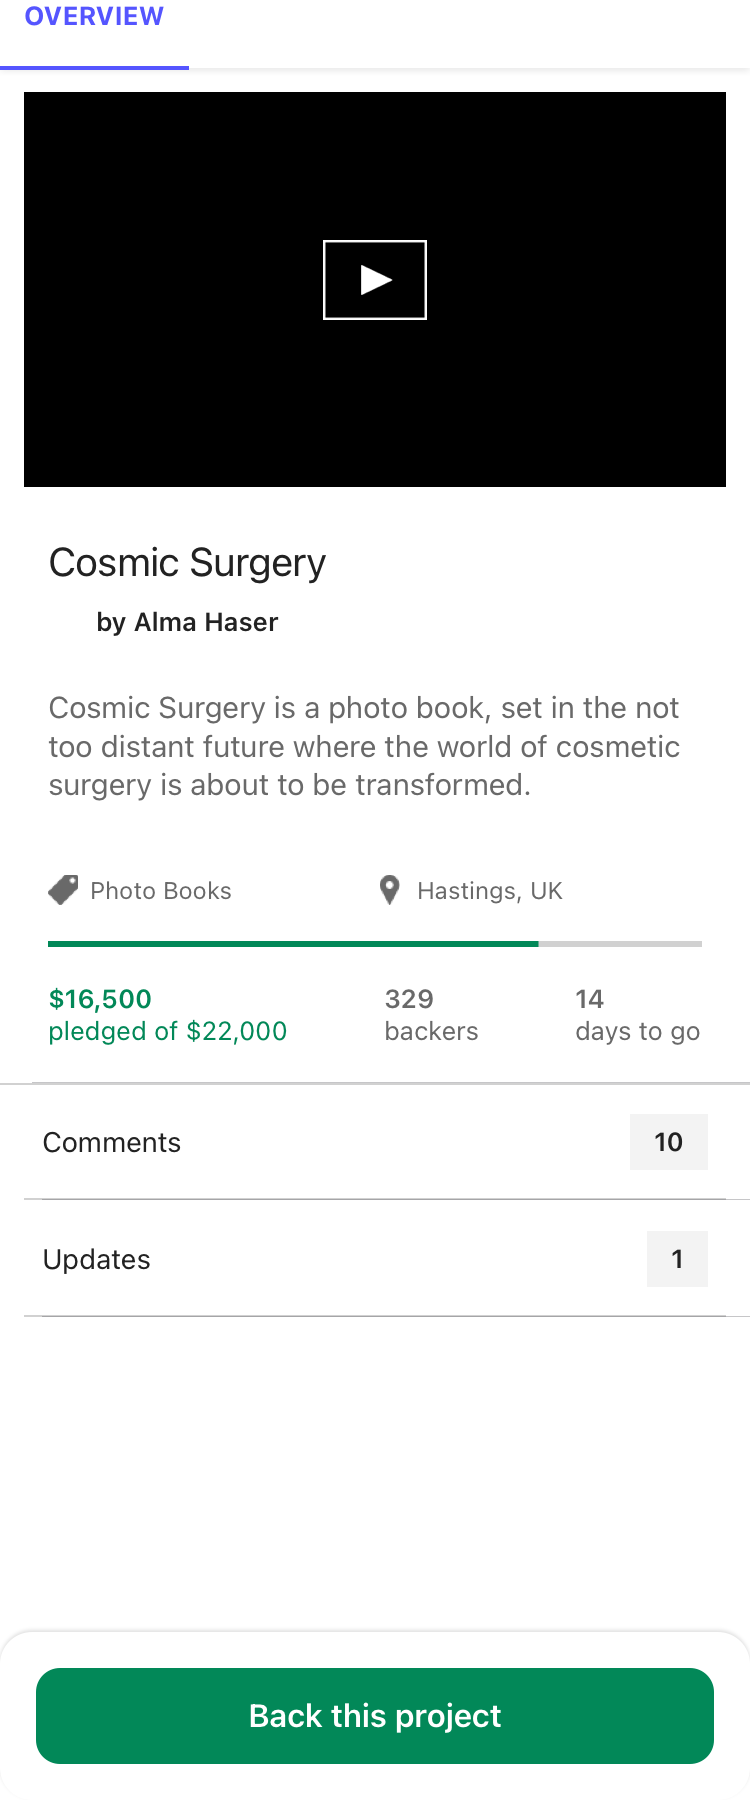 OVERVIEW
Cosmic Surgery
by Alma Haser
Cosmic Surgery is a photo book, set in the not
too distant future where the world of cosmetic
surgery is about to be transformed.
Photo Books
Hastings, UK
$16,500
pledged of $22,000
329
backers
14
days to go
Comments
10
Updates
1
Back this project